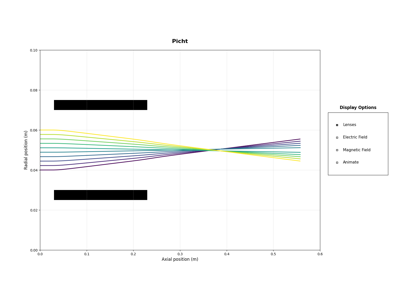 Picht
0.10
0.08
0.06
0.04
0.02
0.00
0.0
0.1
0.2
0.3
0.4
0.5
0.6
Radial position (m)
Axial position (m)
Display Options
Lenses
Electric Field
Magnetic Field
Animate